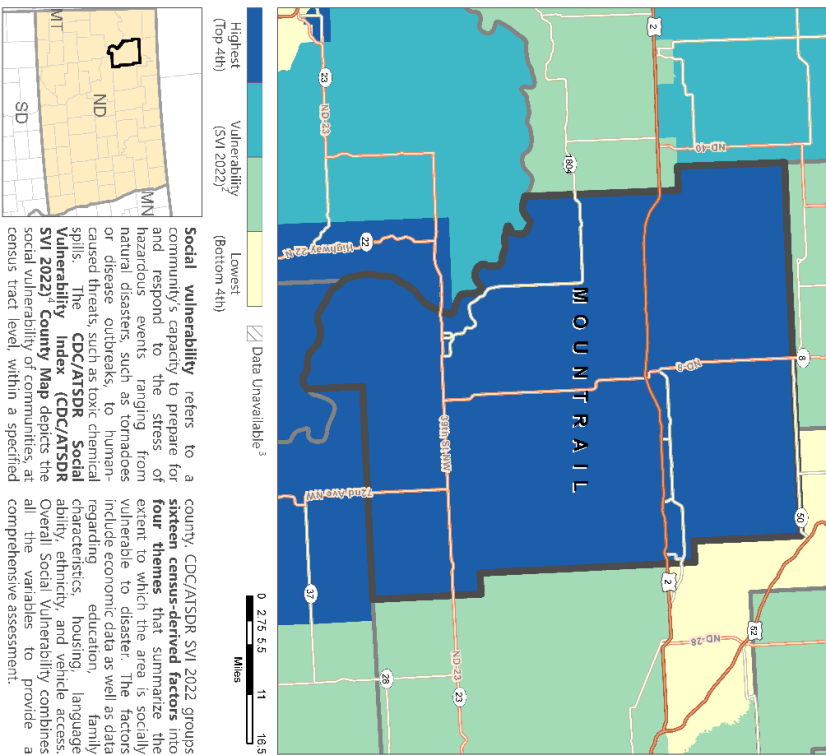 50
8
52
ND-28
ND-40
2
2
ND-8
1804
MOUNTRAIL
39th St NW
ND-23
23
28
ND-23
23
22
Highway 22 N
72nd Ave NW
37
Highest
(Top 4th)
Vulnerability
(SVI 2022)2
Lowest
(Bottom 4th)
Data Unavailable 3
0 2.75 5.5 11 16.5
Miles
MT
ND
MN
SD
Social vulnerability refers to a
community's capacity to prepare for
and respond to the stress of
hazardous events ranging from
natural disasters, such as tornadoes
or disease outbreaks, to human-
caused threats, such as toxic chemical
spills. The CDC/ATSDR Social
Vulnerability Index (CDC/ATSDR
SVI 2022)4 County Map depicts the
social vulnerability of communities, at
census tract level, within a specified
county. CDC/ATSDR SVI 2022 groups
sixteen census-derived factors into
four themes that summarize the
extent to which the area is socially
vulnerable to disaster. The factors
include economic data as well as data
regarding education, family
characteristics, housing, language
ability, ethnicity, and vehicle access.
Overall Social Vulnerability combines
all the variables to provide a
comprehensive assessment.